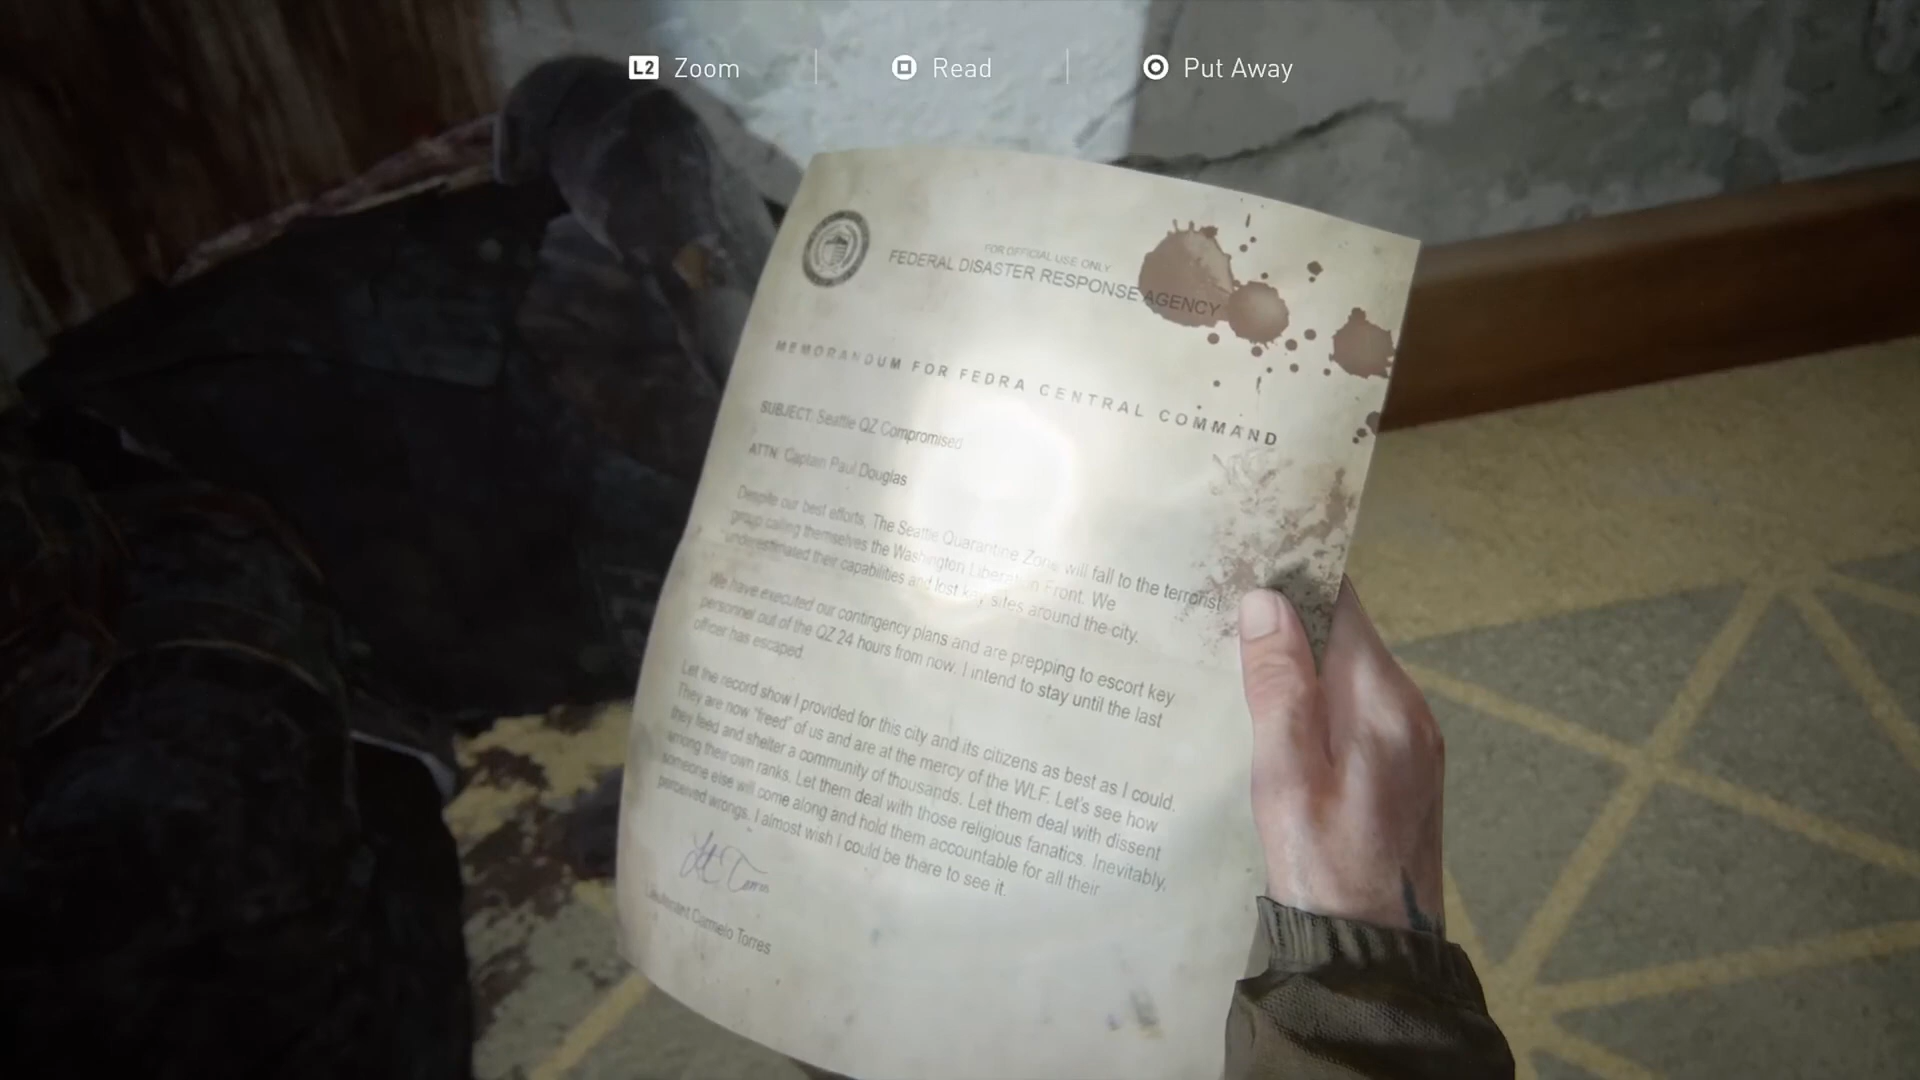 L2 Zoom
Read
Put Away
FOR OFFICIAL USE ONLY
FEDERAL DISASTER RESPONSE AGENCY
MEMORANDUM FOR FEDRA CENTRAL COMMAND
SUBJECT: Seattle QZ Compromised
ATTN: Captain Paul Douglas
Despite our best efforts, The Seattle Quarantine Zone will fall to the terrorist
group calling themselves the Washington Liberation Front. We
underestimated their capabilities and lost key sites around the city.
We have executed our contingency plans and are prepping to escort key
personnel out of the QZ 24 hours from now. I intend to stay until the last
officer has escaped.
Let the record show I provided for this city and its citizens as best as I could.
They are now "freed" of us and are at the mercy of the WLF. Let's see how
they feed and shelter a community of thousands. Let them deal with dissent
among their own ranks. Let them deal with those religious fanatics. Inevitably,
someone else will come along and hold them accountable for all their
perceived wrongs. I almost wish I could be there to see it.
Lt. Torres
Lieutenant Carmelo Torres